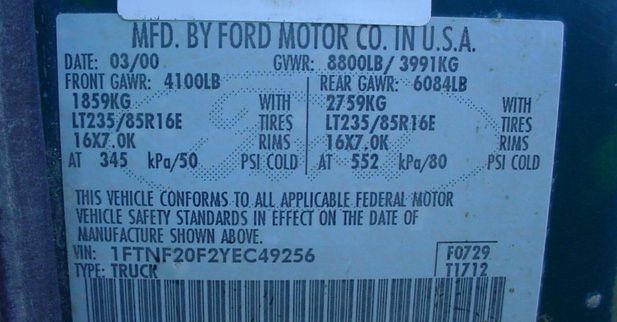 MFD. BY FORD MOTOR CO. IN U.S.A.
DATE: 03/00 GVWR: 8800LB/ 3991KG
FRONT GAWR: 4100LB REAR GAWR: 6084LB
1859KG WITH 2759KG WITH
LT235/85R16E TIRES LT235/85R16E TIRES
16X7.0K RIMS 16X7.0K RIMS
AT 345 kPa/50 PSI COLD AT 552 kPa/80 PSI COLD
THIS VEHICLE CONFORMS TO ALL APPLICABLE FEDERAL MOTOR
VEHICLE SAFETY STANDARDS IN EFFECT ON THE DATE OF
MANUFACTURE SHOWN ABOVE.
VIN: 1FTNF20F2YEC49256 F0729
TYPE: TRUCK T1712